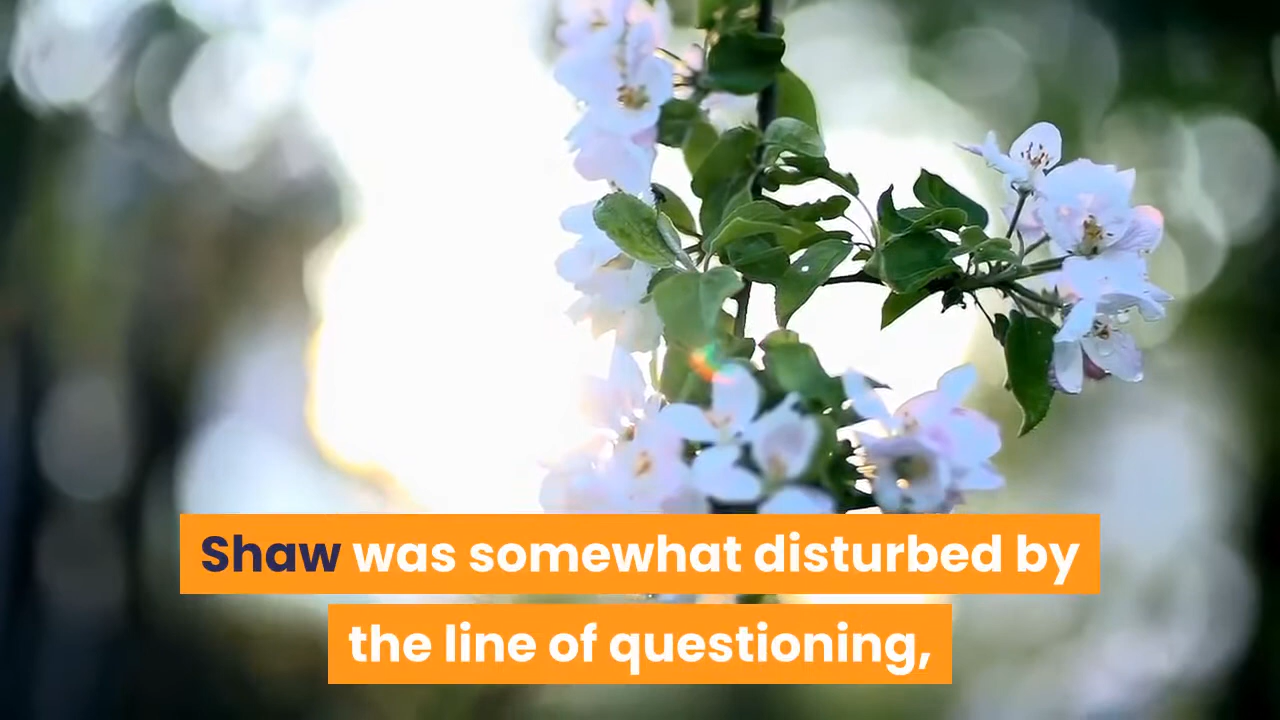 Shaw was somewhat disturbed by
the line of questioning,